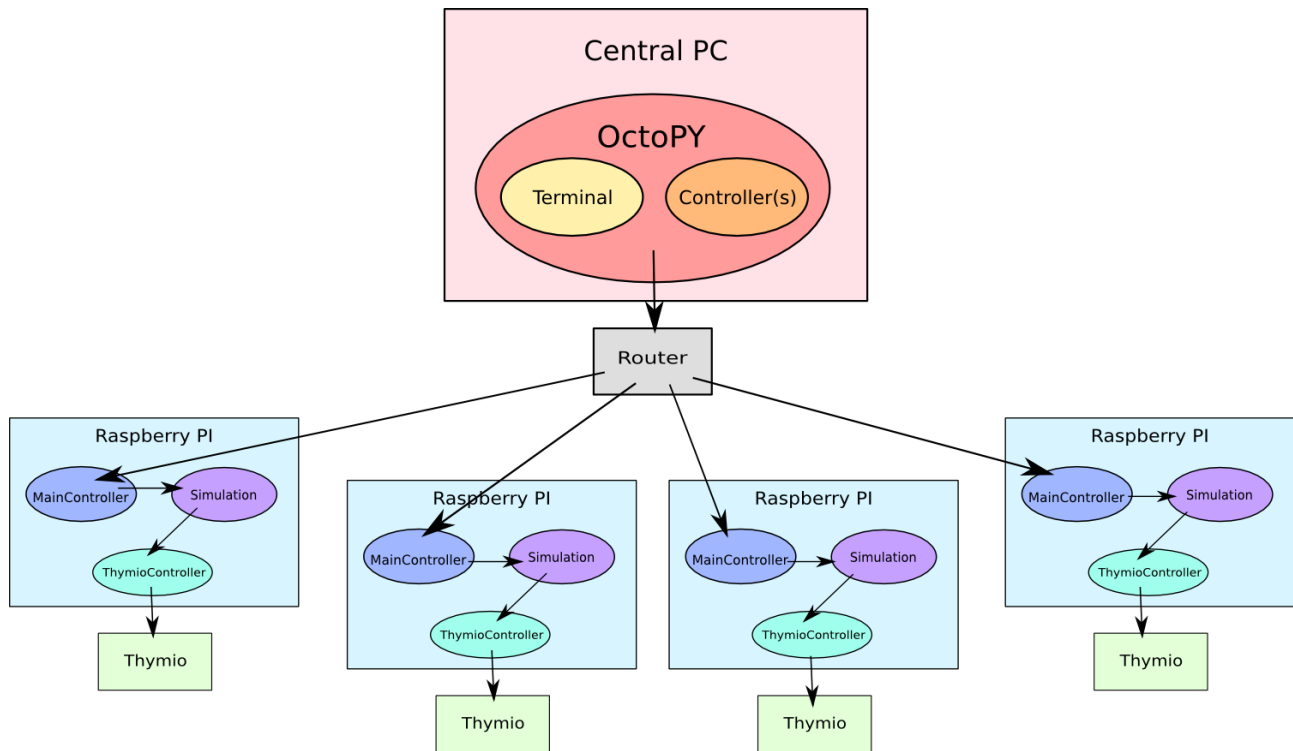 Central PC
OctoPY
Terminal
Controller(s)
Router
Raspberry PI
MainController
Simulation
ThymioController
Thymio
Raspberry PI
MainController
Simulation
ThymioController
Thymio
Raspberry PI
MainController
Simulation
ThymioController
Thymio
Raspberry PI
MainController
Simulation
ThymioController
Thymio